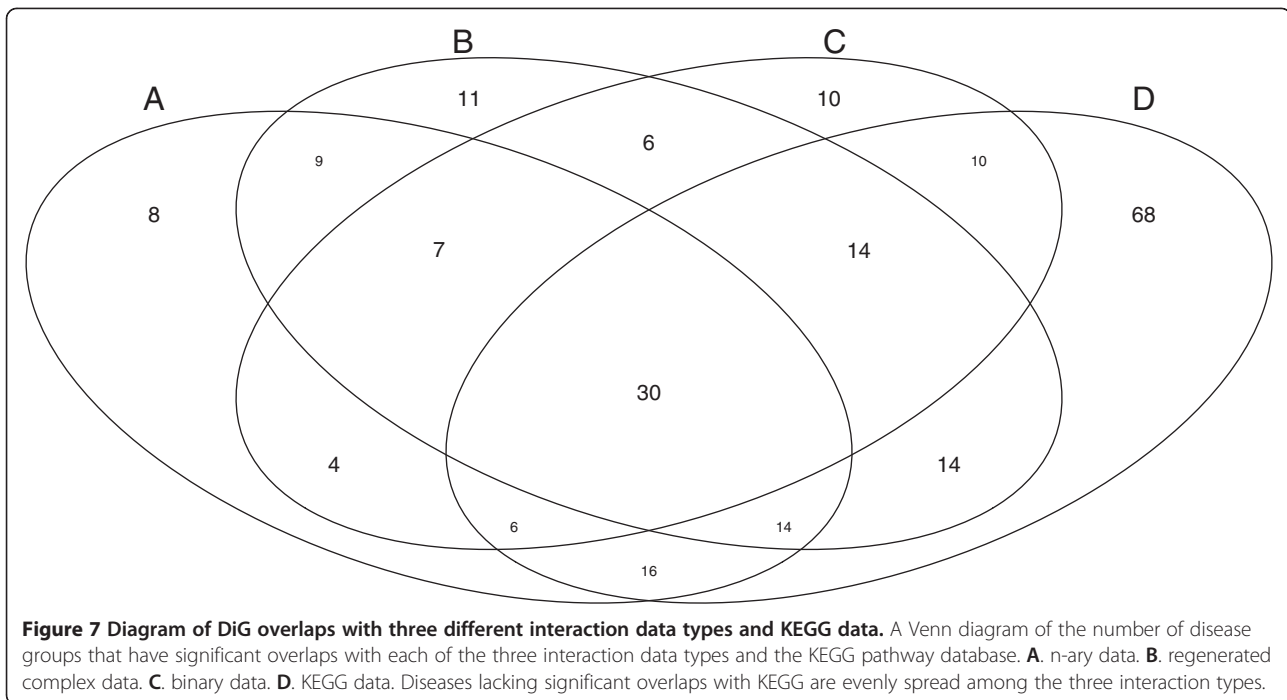 B
C
A
D
11
10
6
9
10
8
68
7
14
30
4
14
6
14
16
Figure 7 Diagram of DiG overlaps with three different interaction data types and KEGG data. A Venn diagram of the number of disease
groups that have significant overlaps with each of the three interaction data types and the KEGG pathway database. A. n-ary data. B. regenerated
complex data. C. binary data. D. KEGG data. Diseases lacking significant overlaps with KEGG are evenly spread among the three interaction types.